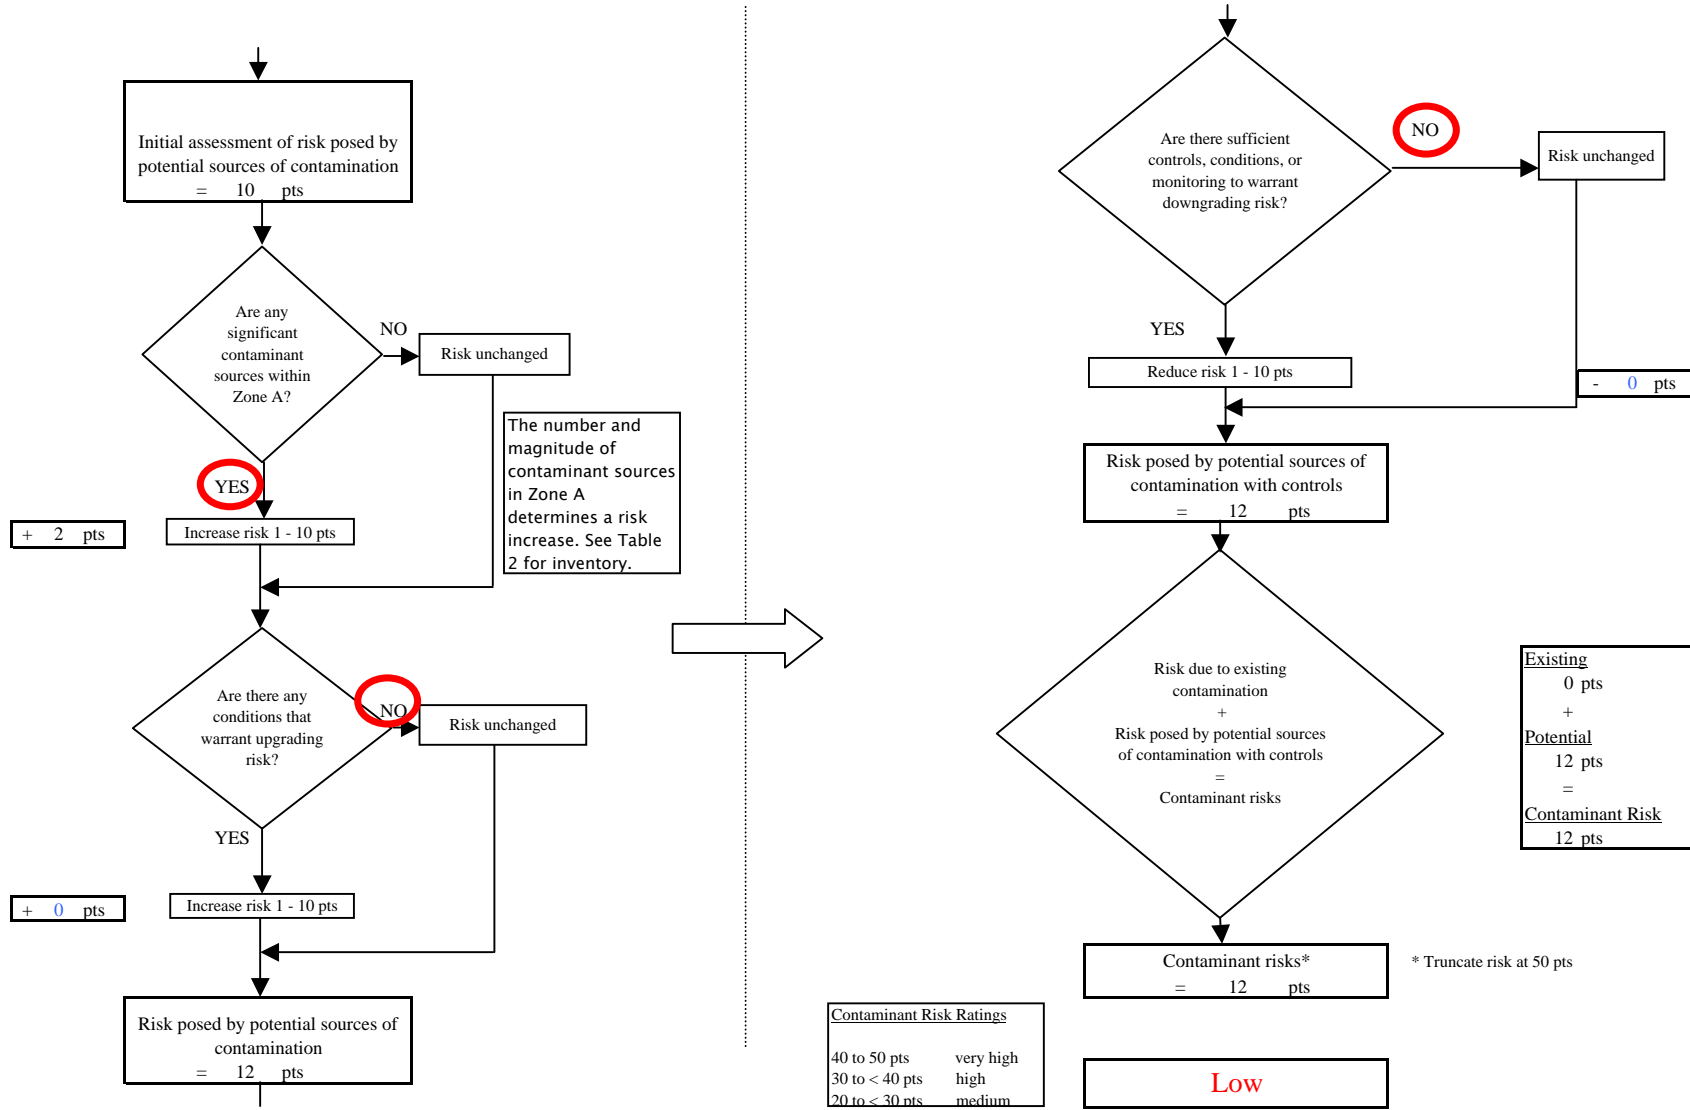 Initial assessment of risk posed by
potential sources of contamination
= 10 pts
Are any
significant
contaminant
sources within
Zone A?
NO
Risk unchanged
The number and
magnitude of
contaminant sources
in Zone A
determines a risk
increase. See Table
2 for inventory.
YES
+ 2 pts
Increase risk 1 - 10 pts
Are there any
conditions that
warrant upgrading
risk?
NO
Risk unchanged
YES
+ 0 pts
Increase risk 1 - 10 pts
Risk posed by potential sources of
contamination
= 12 pts
Are there sufficient
controls, conditions, or
monitoring to warrant
downgrading risk?
NO
Risk unchanged
YES
Reduce risk 1 - 10 pts
- 0 pts
Risk posed by potential sources of
contamination with controls
= 12 pts
Risk due to existing
contamination
+
Risk posed by potential sources
of contamination with controls
=
Contaminant risks
Existing
0 pts
+
Potential
12 pts
=
Contaminant Risk
12 pts
Contaminant risks*
= 12 pts
* Truncate risk at 50 pts
Contaminant Risk Ratings
40 to 50 pts very high
30 to < 40 pts high
20 to < 30 pts medium
Low